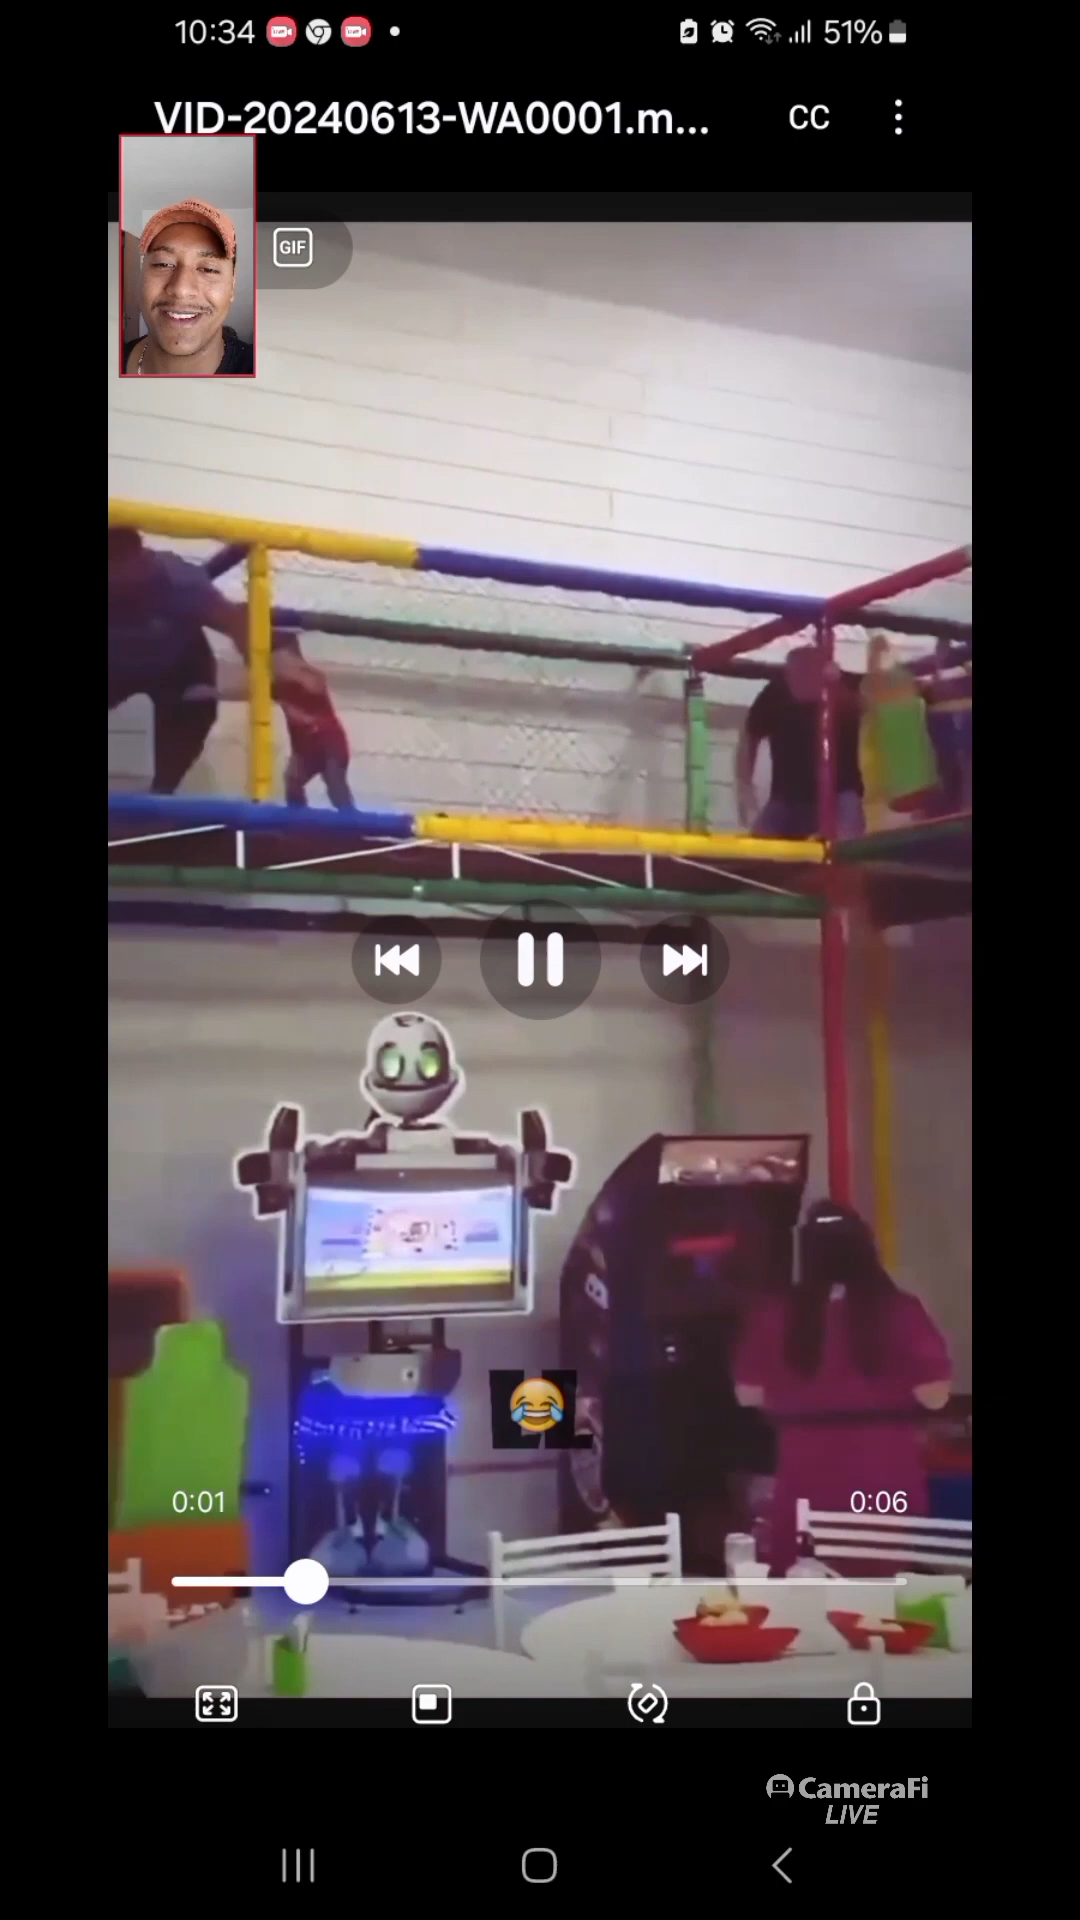 10:34
51%
VID-20240613-WA0001.m...
CC
GIF
0:01
0:06
CameraFi
LIVE